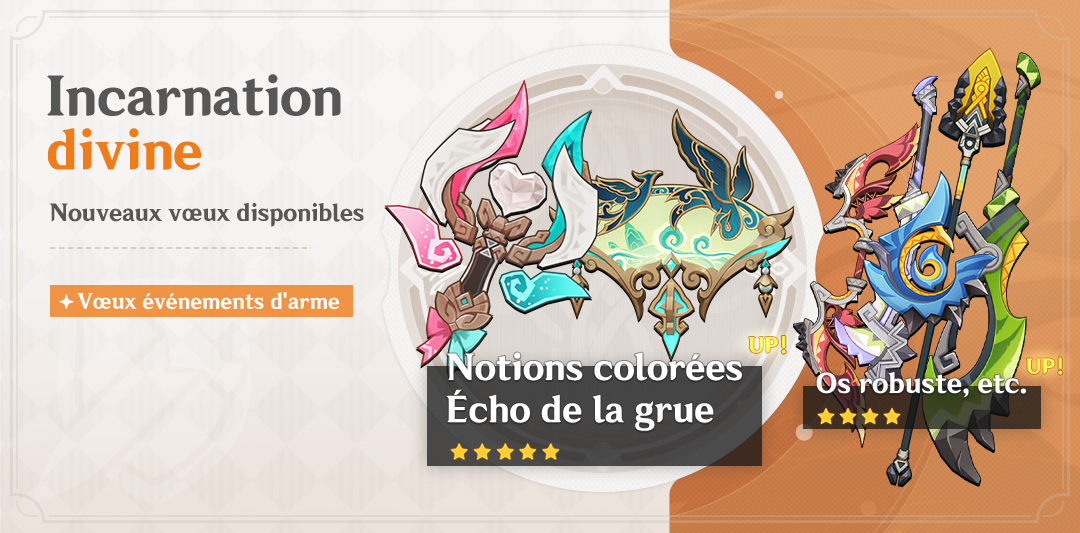 Incarnation
divine
Nouveaux vœux disponibles
Vœux événements d'arme
UP!
Notions colorées
Écho de la grue
UP!
Os robuste, etc.